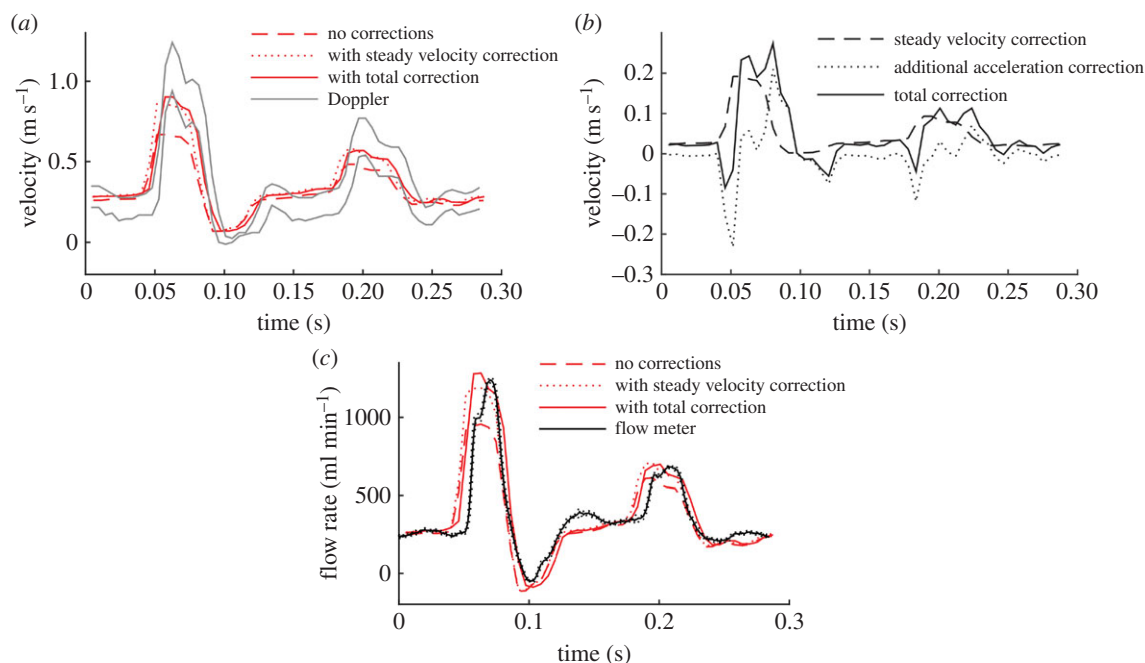 (a)
no corrections
with steady velocity correction
with total correction
Doppler
1.0
0.5
0
velocity (m s−1)
0 0.05 0.10 0.15 0.20 0.25 0.30
time (s)
(b)
steady velocity correction
additional acceleration correction
total correction
0.2
0.1
0
−0.1
−0.2
−0.3
velocity (m s−1)
0 0.05 0.10 0.15 0.20 0.25 0.30
time (s)
(c)
no corrections
with steady velocity correction
with total correction
flow meter
1000
500
0
flow rate (ml min−1)
0 0.1 0.2 0.3
time (s)